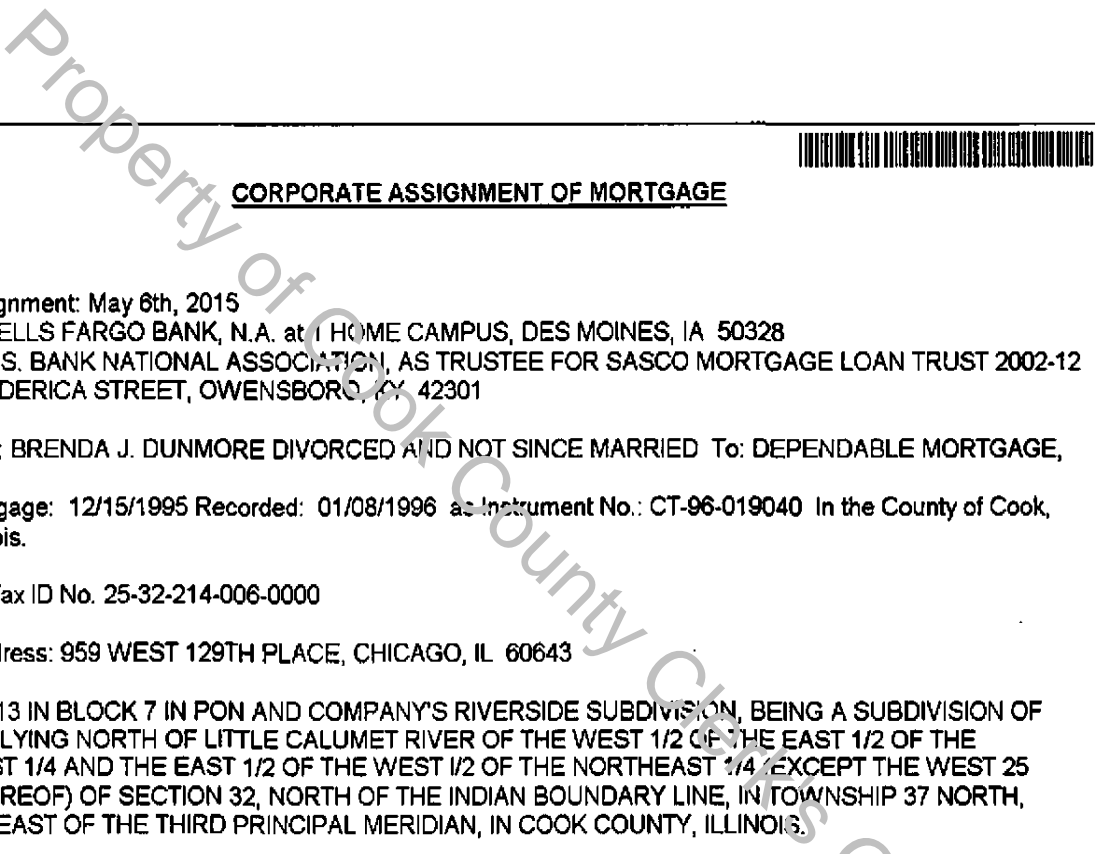 CORPORATE ASSIGNMENT OF MORTGAGE
gnment: May 6th, 2015
ELLS FARGO BANK, N.A. at 1 HOME CAMPUS, DES MOINES, IA 50328
S. BANK NATIONAL ASSOCIATION, AS TRUSTEE FOR SASCO MORTGAGE LOAN TRUST 2002-12
DERICA STREET, OWENSBORO, KY 42301
: BRENDA J. DUNMORE DIVORCED AND NOT SINCE MARRIED To: DEPENDABLE MORTGAGE,
gage: 12/15/1995 Recorded: 01/08/1996 as Instrument No.: CT-96-019040 In the County of Cook,
ois.
Tax ID No. 25-32-214-006-0000
dress: 959 WEST 129TH PLACE, CHICAGO, IL 60643
13 IN BLOCK 7 IN PON AND COMPANY'S RIVERSIDE SUBDIVISION, BEING A SUBDIVISION OF
LYING NORTH OF LITTLE CALUMET RIVER OF THE WEST 1/2 OF THE EAST 1/2 OF THE
ST 1/4 AND THE EAST 1/2 OF THE WEST I/2 OF THE NORTHEAST 1/4 (EXCEPT THE WEST 25
REOF) OF SECTION 32, NORTH OF THE INDIAN BOUNDARY LINE, IN TOWNSHIP 37 NORTH,
EAST OF THE THIRD PRINCIPAL MERIDIAN, IN COOK COUNTY, ILLINOIS.
Property of Cook County Clerk's